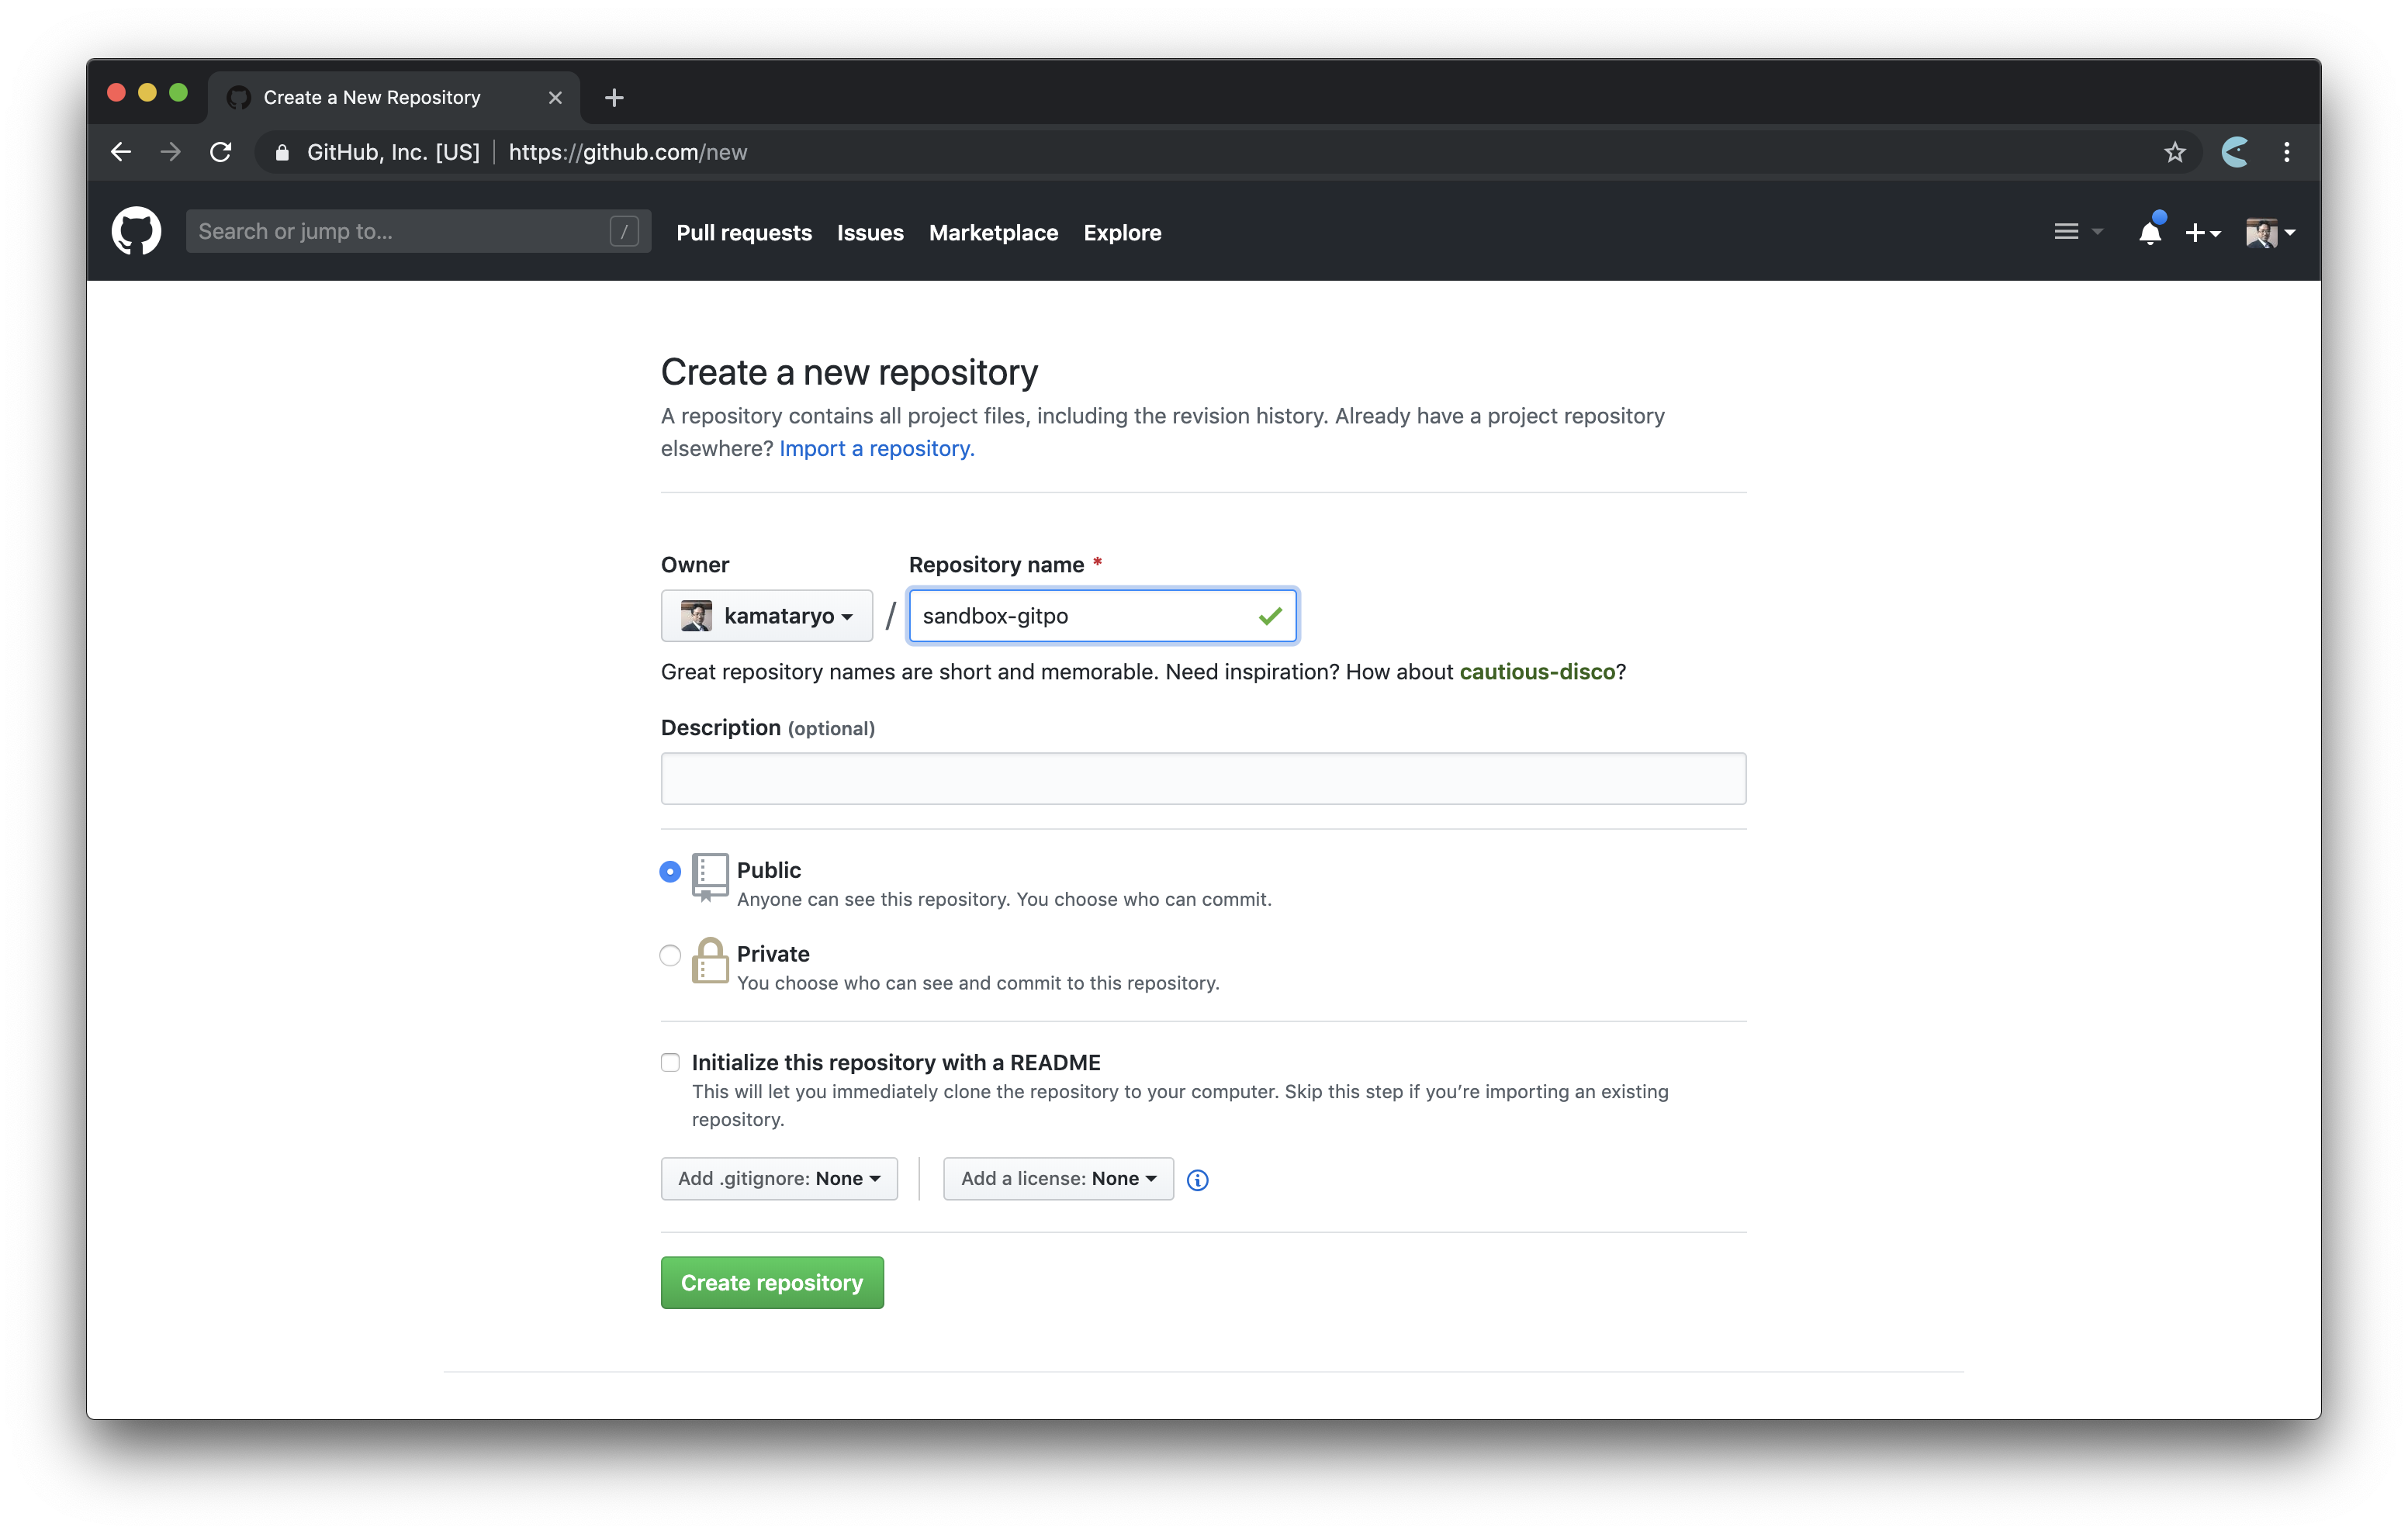 Create a New Repository
GitHub, Inc. [US] https://github.com/new
Search or jump to... /
Pull requests Issues Marketplace Explore
Create a new repository
A repository contains all project files, including the revision history. Already have a project repository
elsewhere? Import a repository.
Owner Repository name *
kamataryo / sandbox-gitpo
Great repository names are short and memorable. Need inspiration? How about cautious-disco?
Description (optional)
Public
Anyone can see this repository. You choose who can commit.
Private
You choose who can see and commit to this repository.
Initialize this repository with a README
This will let you immediately clone the repository to your computer. Skip this step if you’re importing an existing
repository.
Add .gitignore: None Add a license: None
Create repository